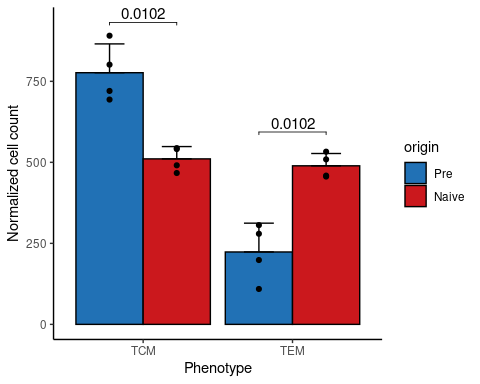 0.0102
0.0102
Normalized cell count
750
500
250
0
TCM
TEM
Phenotype
origin
Pre
Naive